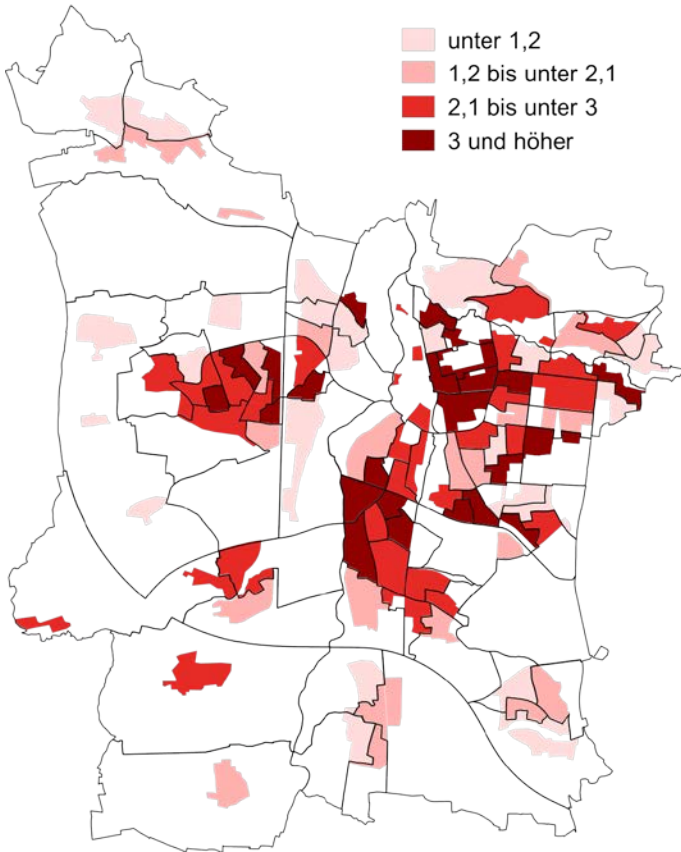 unter 1,2
1,2 bis unter 2,1
2,1 bis unter 3
3 und höher